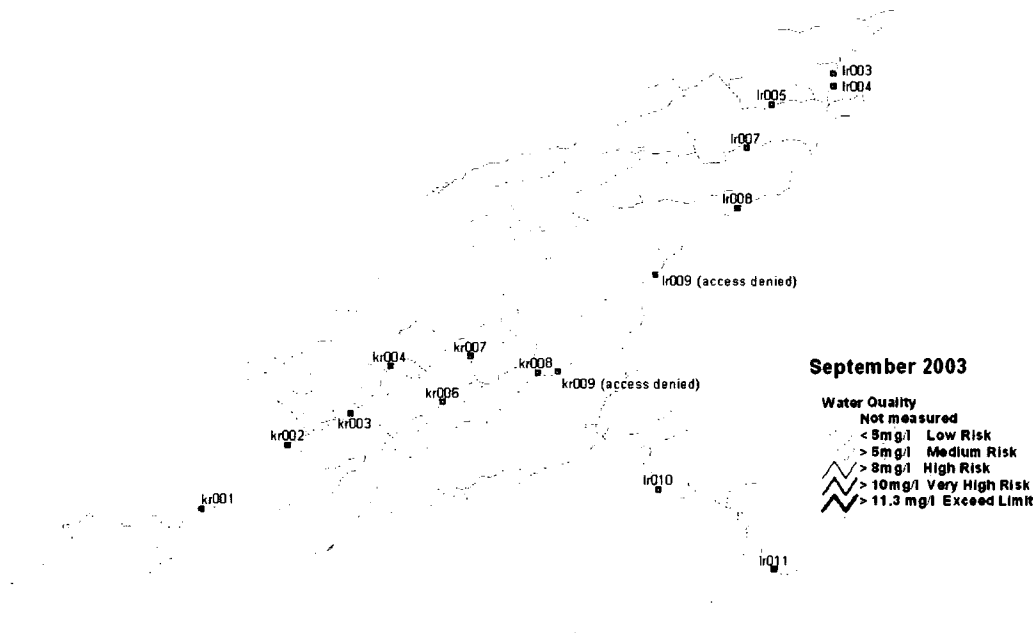 lr003
lr004
lr005
lr007
lr008
lr009 (access denied)
kr007
kr004
kr008
kr009 (access denied)
kr006
kr003
kr002
kr001
lr010
lr011
September 2003
Water Quality
Not measured
< 5mg/l Low Risk
> 5mg/l Medium Risk
> 8mg/l High Risk
> 10mg/l Very High Risk
> 11.3 mg/l Exceed Limit